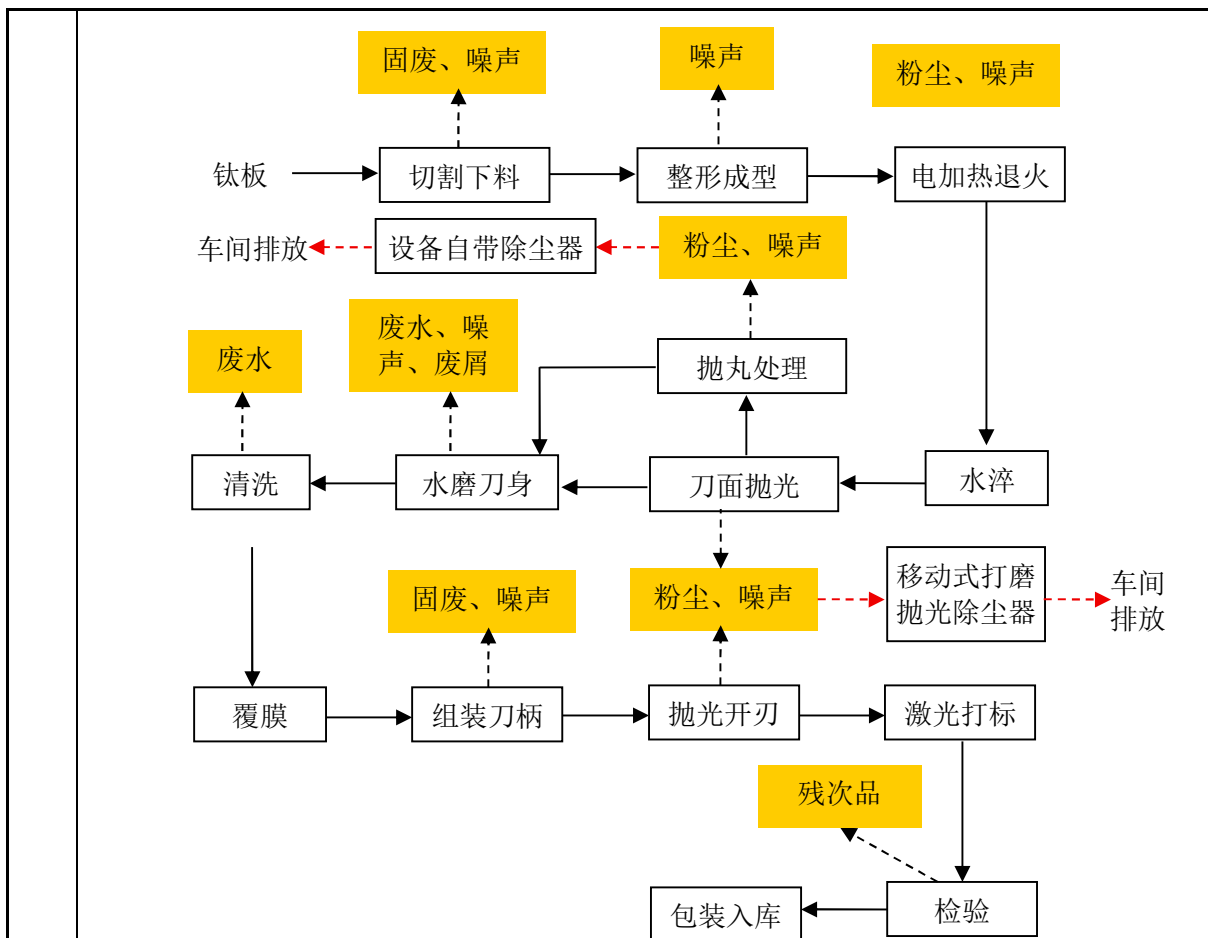 固废、噪声
噪声
粉尘、噪声
钛板
切割下料
整形成型
电加热退火
车间排放
设备自带除尘器
粉尘、噪声
废水
废水、噪
声、废屑
抛丸处理
清洗
水磨刀身
刀面抛光
水淬
固废、噪声
粉尘、噪声
移动式打磨
抛光除尘器
车间
排放
覆膜
组装刀柄
抛光开刃
激光打标
残次品
包装入库
检验